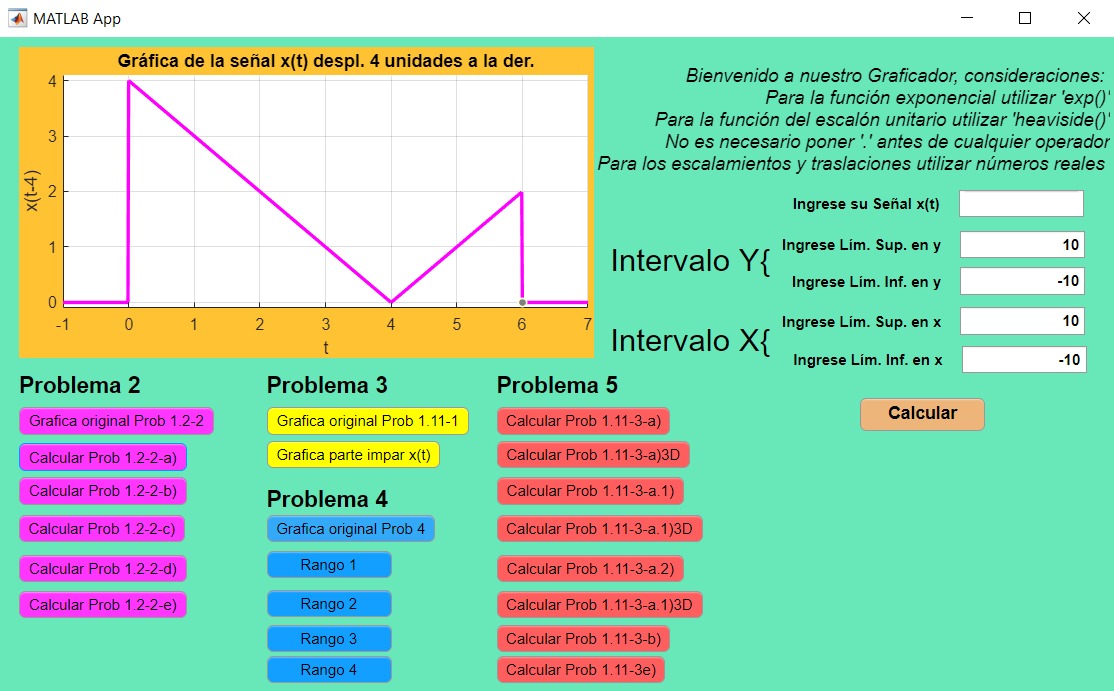 MATLAB App
Gráfica de la señal x(t) despl. 4 unidades a la der.
4
3
2
1
0
x(t-4)
-1 0 1 2 3 4 5 6 7
t
Bienvenido a nuestro Graficador, consideraciones:
Para la función exponencial utilizar 'exp()'
Para la función del escalón unitario utilizar 'heaviside()'
No es necesario poner '.' antes de cualquier operador
Para los escalamientos y traslaciones utilizar números reales
Ingrese su Señal x(t)
Intervalo Y{
Ingrese Lím. Sup. en y 10
Ingrese Lím. Inf. en y -10
Intervalo X{
Ingrese Lím. Sup. en x 10
Ingrese Lím. Inf. en x -10
Calcular
Problema 2
Grafica original Prob 1.2-2
Calcular Prob 1.2-2-a)
Calcular Prob 1.2-2-b)
Calcular Prob 1.2-2-c)
Calcular Prob 1.2-2-d)
Calcular Prob 1.2-2-e)
Problema 3
Grafica original Prob 1.11-1
Grafica parte impar x(t)
Problema 4
Grafica original Prob 4
Rango 1
Rango 2
Rango 3
Rango 4
Problema 5
Calcular Prob 1.11-3-a)
Calcular Prob 1.11-3-a)3D
Calcular Prob 1.11-3-a.1)
Calcular Prob 1.11-3-a.1)3D
Calcular Prob 1.11-3-a.2)
Calcular Prob 1.11-3-a.1)3D
Calcular Prob 1.11-3-b)
Calcular Prob 1.11-3e)